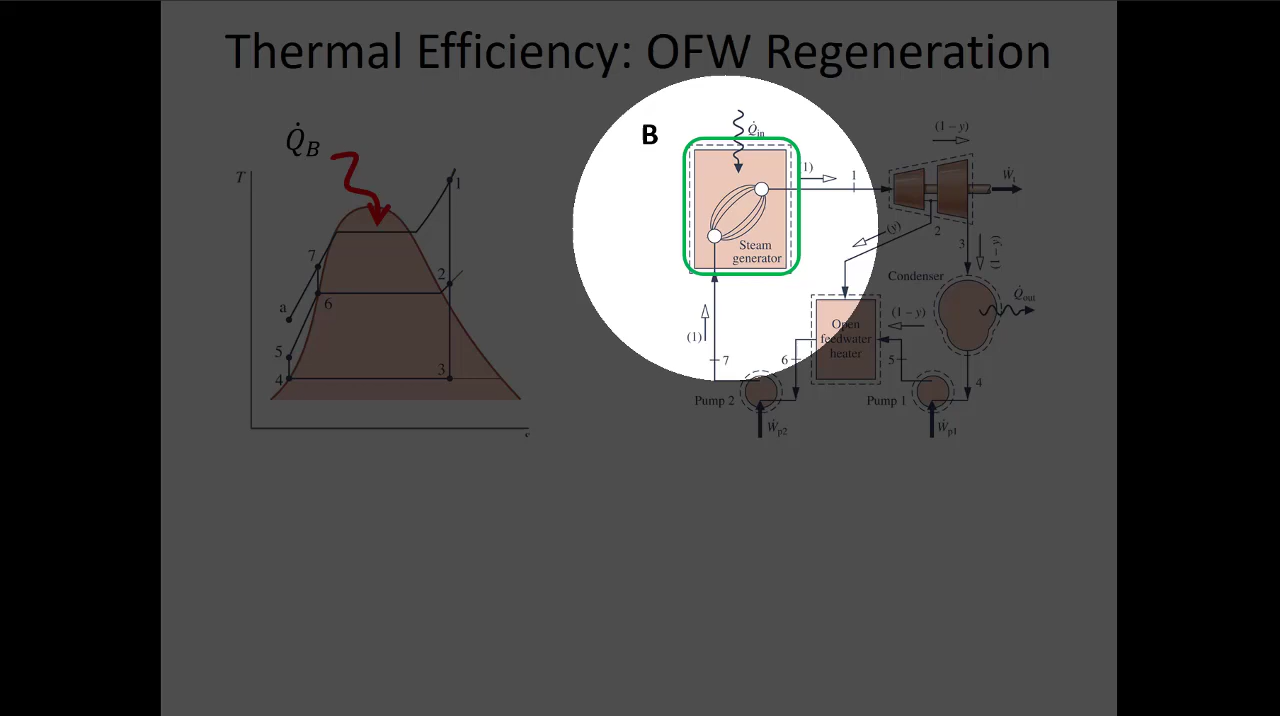 Thermal Efficiency: OFW Regeneration
Q̇_B
T
1
7
2
a
6
5
4
3
s
B
Q̇in
1)
(1 − y)
1
Ẇt
Steam
generator
(y)
2
3
(1−y)
Condenser
Q̇out
(1)
Open
feedwater
heater
(1 − y)
7
6
5
4
Pump 2
Pump 1
Ẇp2
Ẇp1